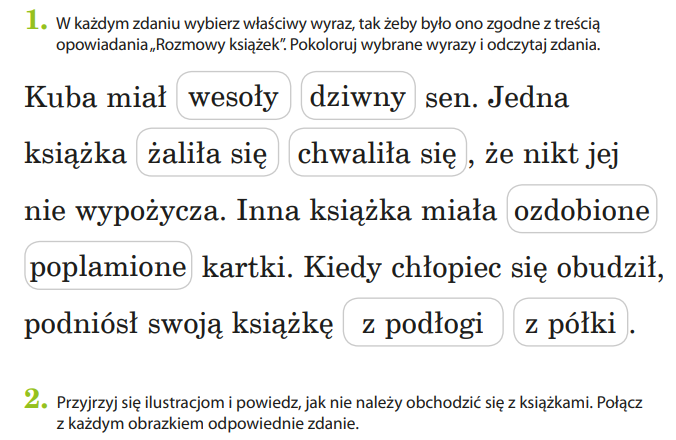 1. W każdym zdaniu wybierz właściwy wyraz, tak żeby było ono zgodne z treścią
opowiadania „Rozmowy książek”. Pokoloruj wybrane wyrazy i odczytaj zdania.
Kuba miał wesoły dziwny sen. Jedna
książka żaliła się chwaliła się, że nikt jej
nie wypożycza. Inna książka miała ozdobione
poplamione kartki. Kiedy chłopiec się obudził,
podniósł swoją książkę z podłogi z półki.
2. Przyjrzyj się ilustracjom i powiedz, jak nie należy obchodzić się z książkami. Połącz
z każdym obrazkiem odpowiednie zdanie.